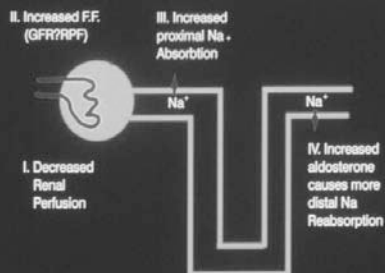 II. Increased F.F.
(GFR?RPF)
III. Increased
proximal Na+
Absorbtion
Na+
Na+
I. Decreased
Renal
Perfusion
IV. Increased
aldosterone
causes more
distal Na
Reabsorption